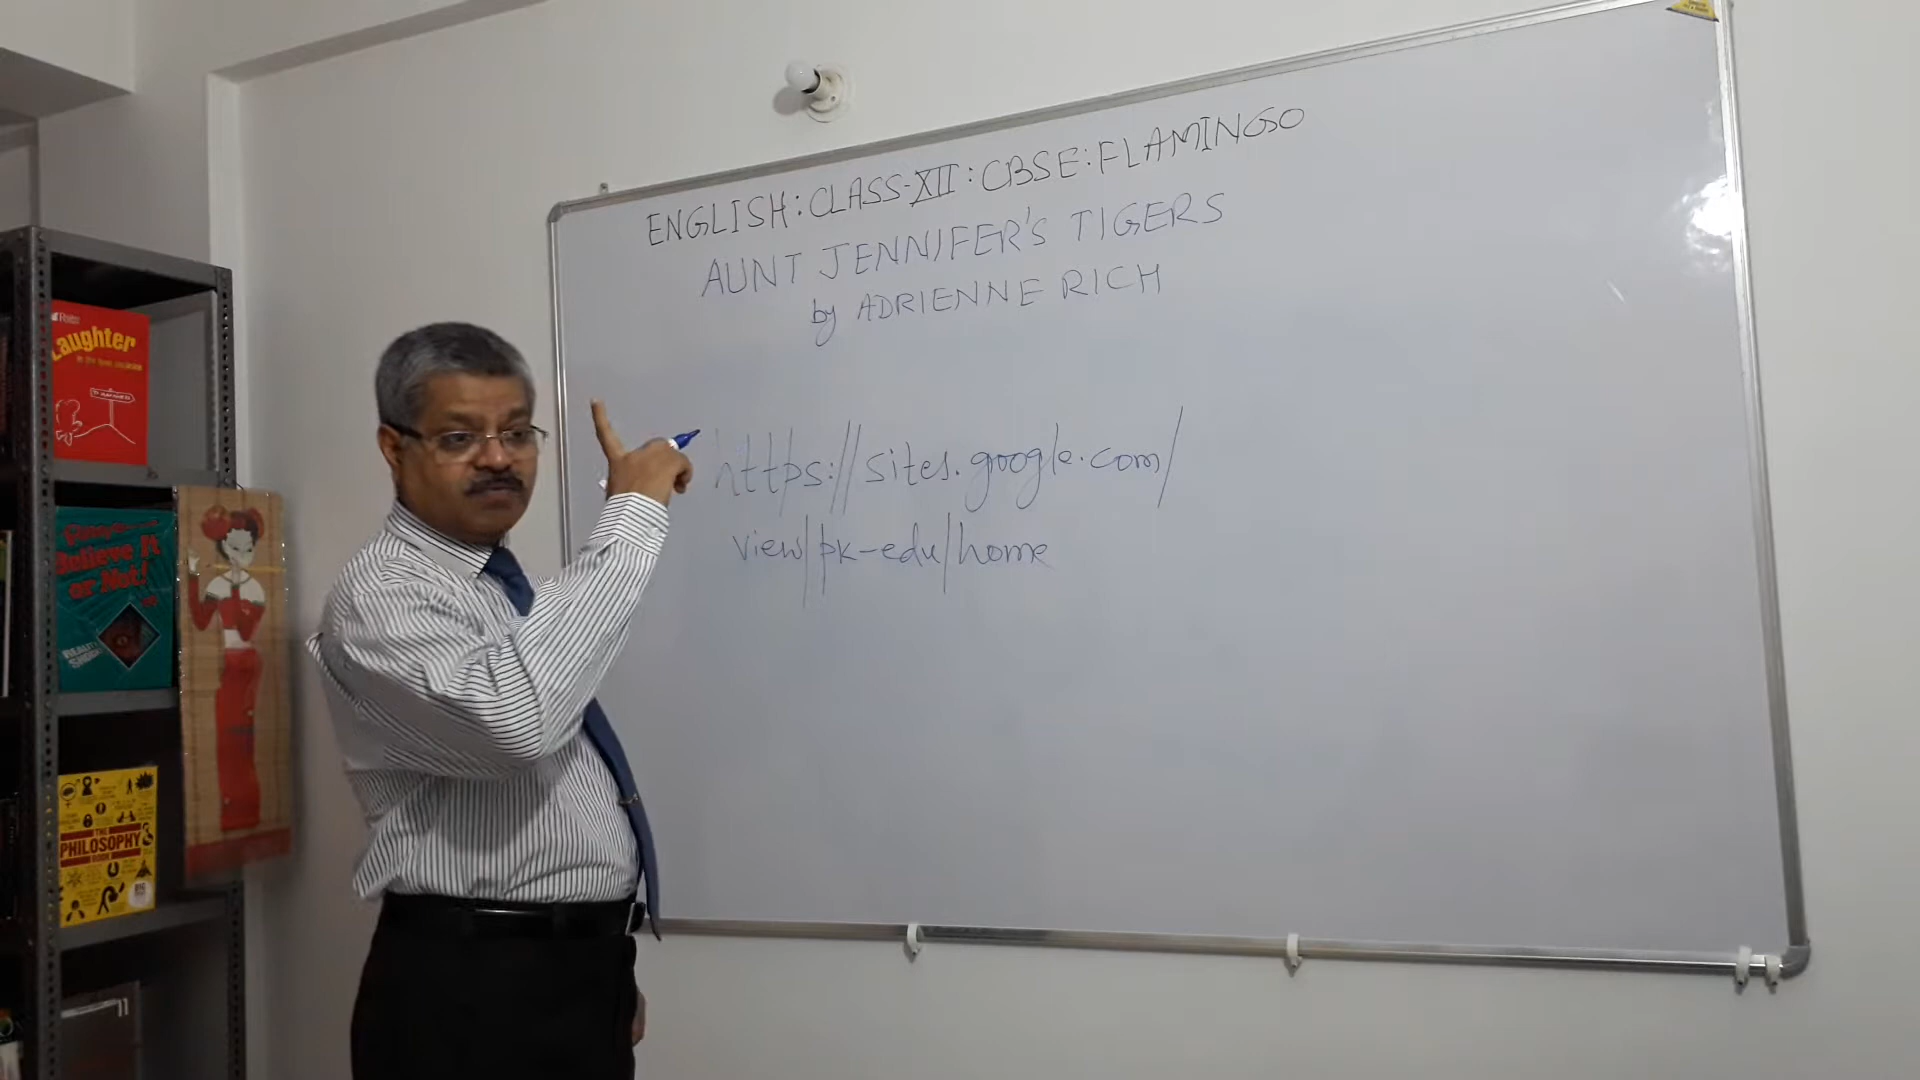 ENGLISH: CLASS-XII: CBSE: FLAMINGO
AUNT JENNIFER'S TIGERS
by ADRIENNE RICH
https://sites.google.com/
view/pk-edu/home
Laughter
Believe It
or Not!
THE
PHILOSOPHY
BOOK
BIG